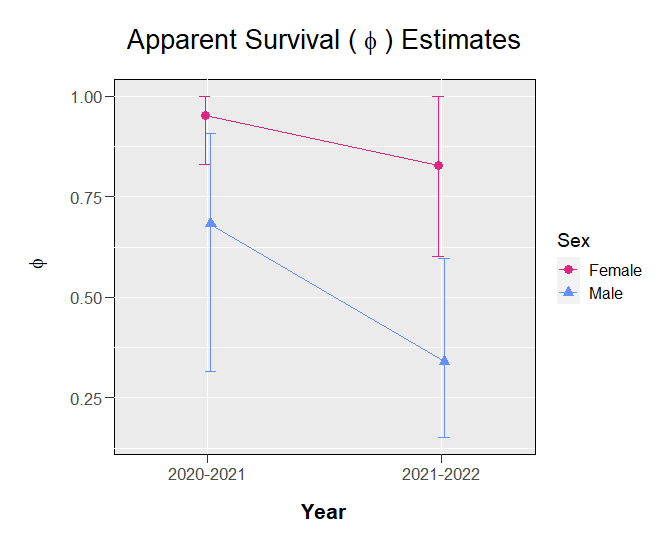 Apparent Survival ( ϕ ) Estimates
1.00
0.75
0.50
0.25
ϕ
2020-2021
2021-2022
Year
Sex
Female
Male